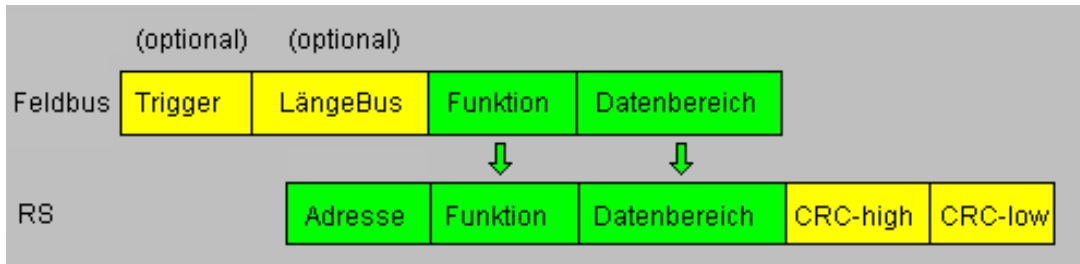 (optional) (optional)
Feldbus Trigger LängeBus Funktion Datenbereich
RS Adresse Funktion Datenbereich CRC-high CRC-low